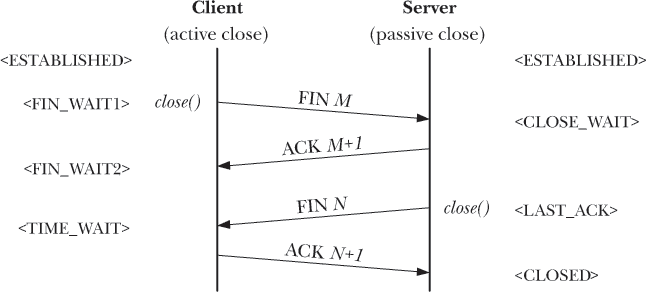 Client Server
(active close) (passive close)
<ESTABLISHED> <ESTABLISHED>
<FIN_WAIT1> close() FIN M
<CLOSE_WAIT>
ACK M+1
<FIN_WAIT2>
FIN N close() <LAST_ACK>
<TIME_WAIT>
ACK N+1
<CLOSED>